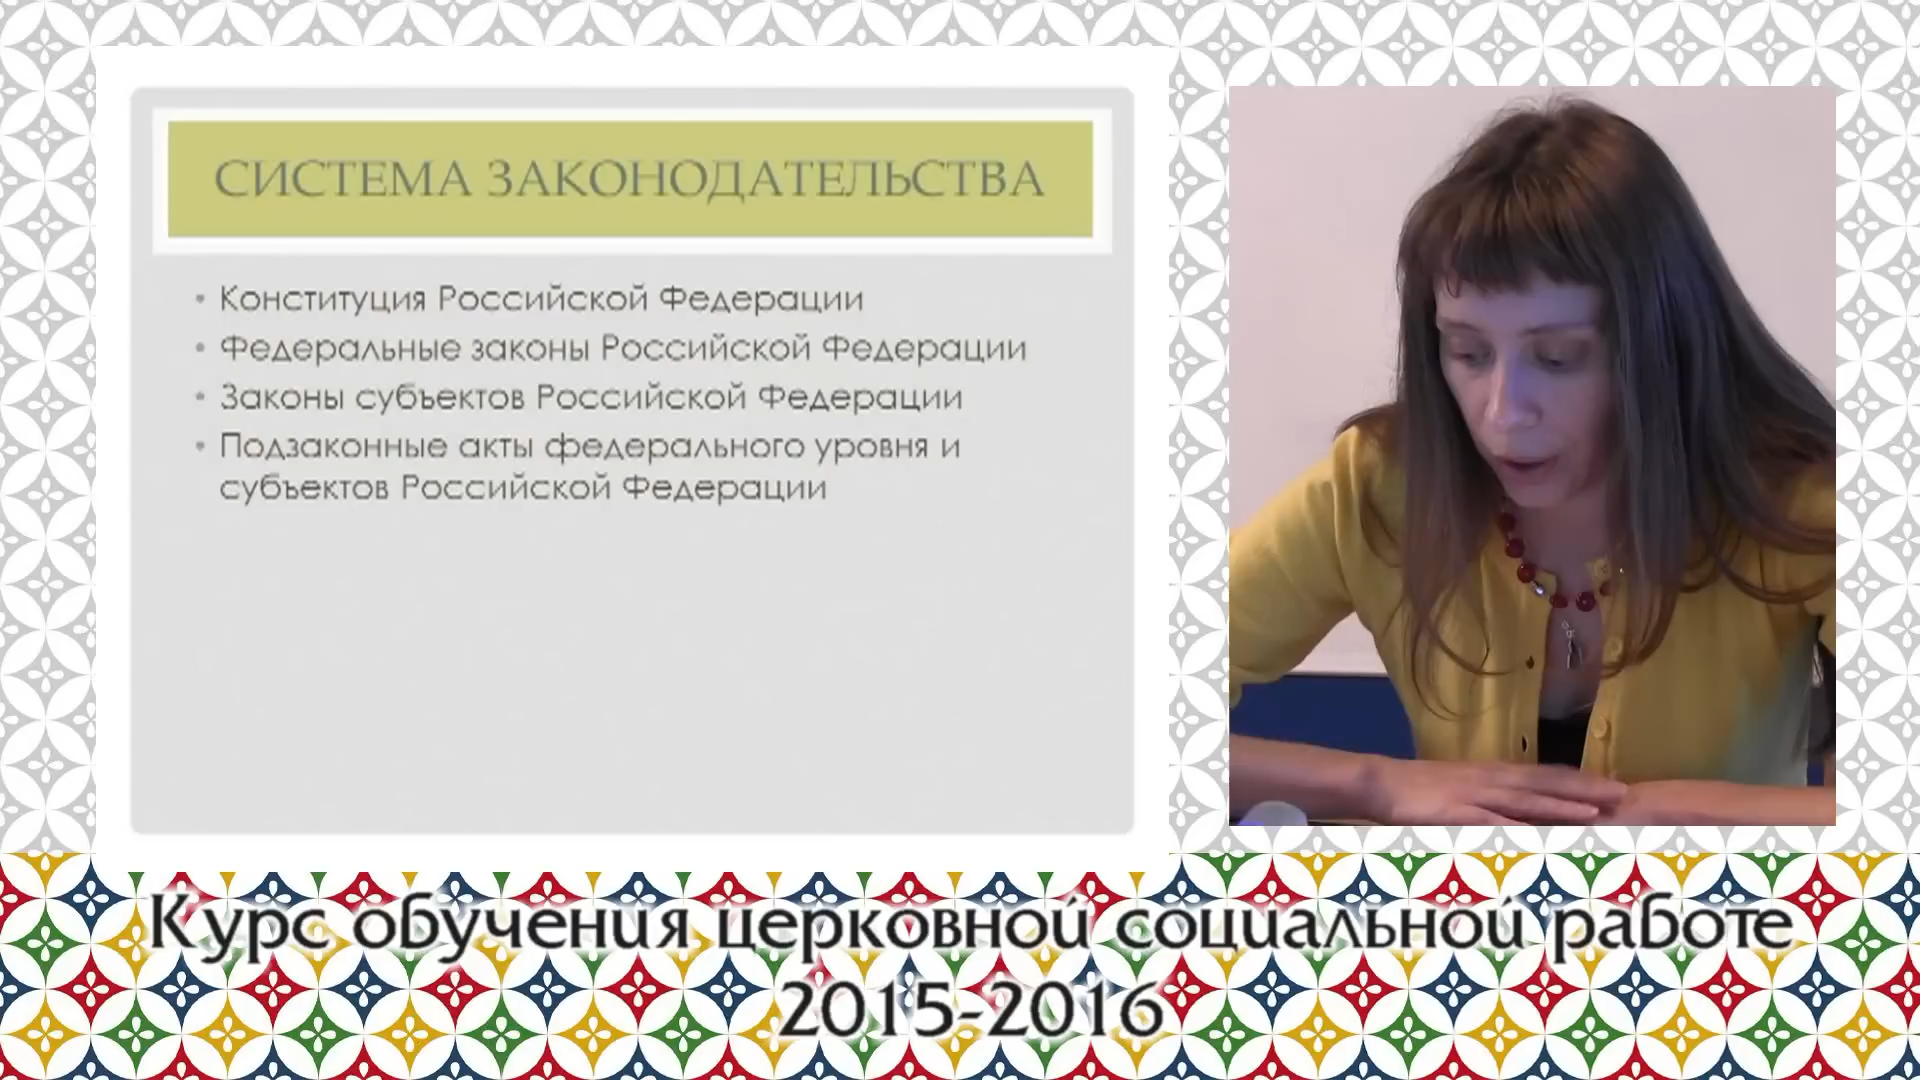 СИСТЕМА ЗАКОНОДАТЕЛЬСТВА
• Конституция Российской Федерации
• Федеральные законы Российской Федерации
• Законы субъектов Российской Федерации
• Подзаконные акты федерального уровня и
субъектов Российской Федерации
Курс обучения церковной социальной работе
2015-2016